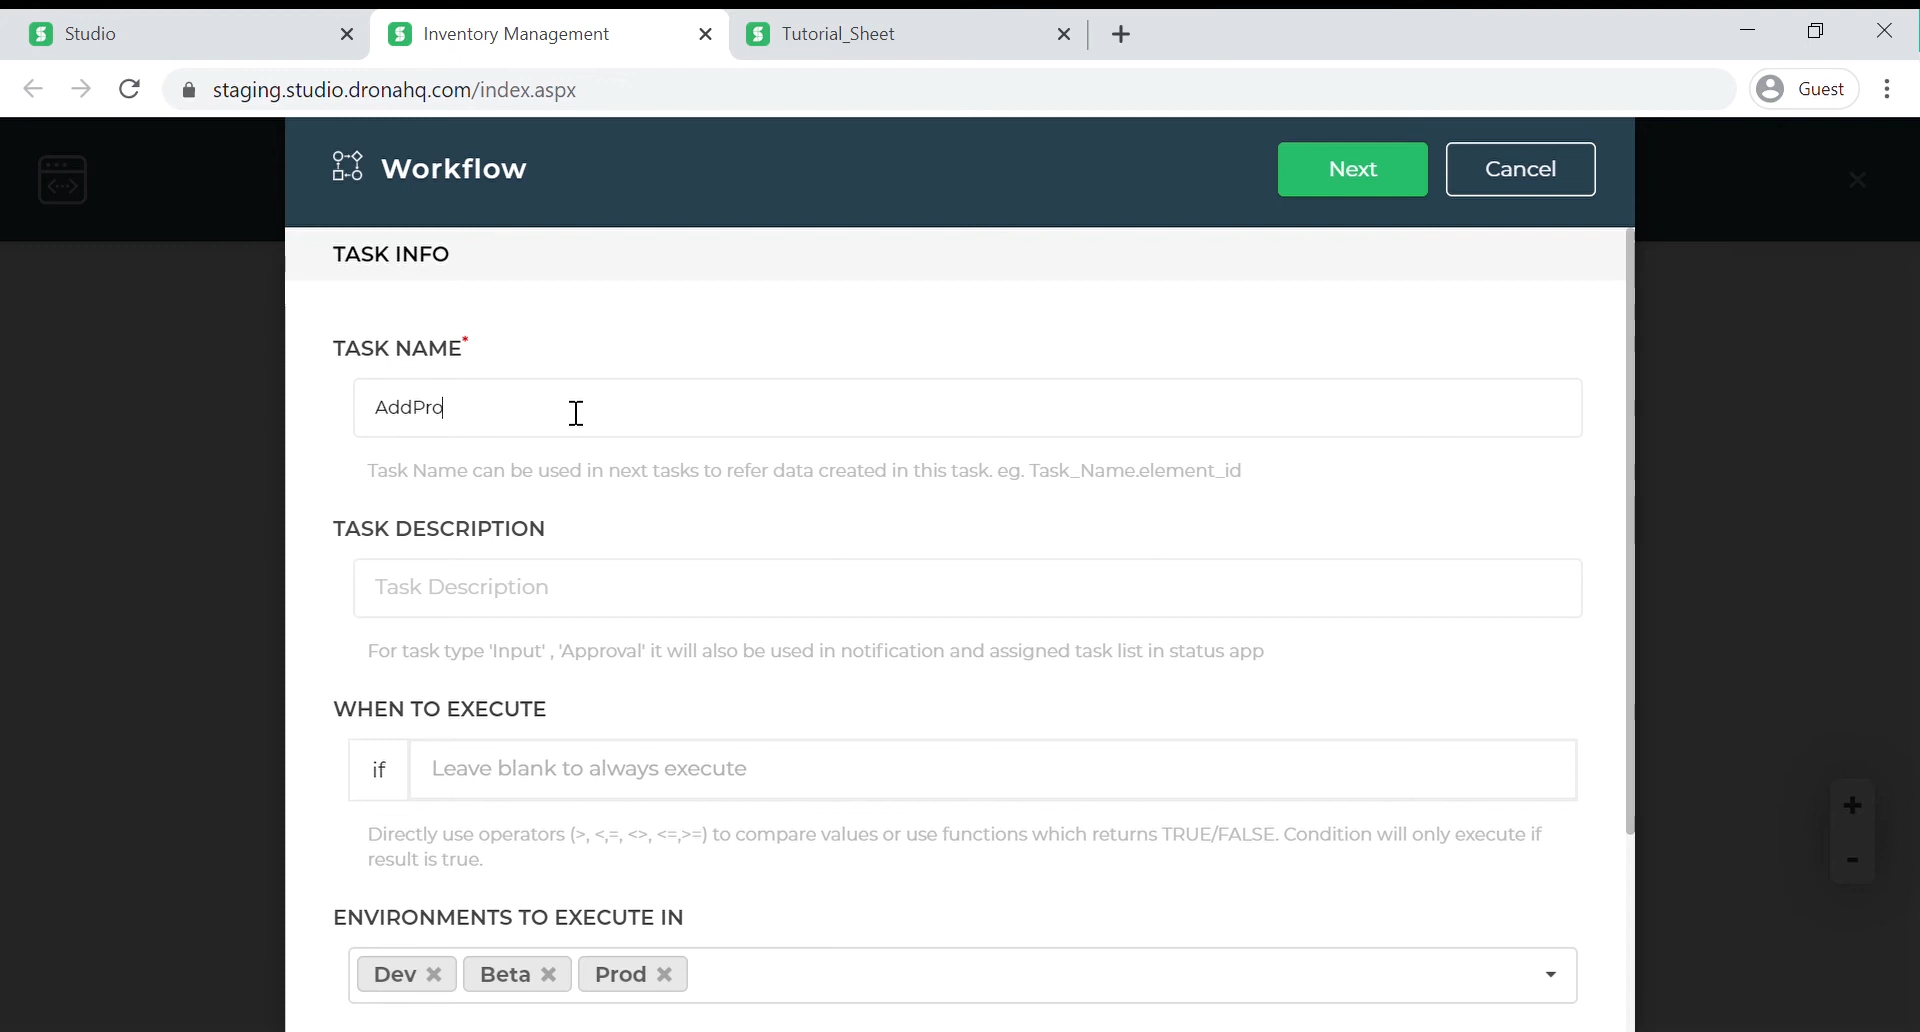 Studio
Inventory Management
Tutorial_Sheet
staging.studio.dronahq.com/index.aspx
Guest
Workflow
Next
Cancel
TASK INFO
TASK NAME*
AddPro
Task Name can be used in next tasks to refer data created in this task. eg. Task_Name.element_id
TASK DESCRIPTION
Task Description
For task type 'Input' , 'Approval' it will also be used in notification and assigned task list in status app
WHEN TO EXECUTE
if
Leave blank to always execute
Directly use operators (>, <,=, <>, <=,>=) to compare values or use functions which returns TRUE/FALSE. Condition will only execute if
result is true.
ENVIRONMENTS TO EXECUTE IN
Dev
Beta
Prod